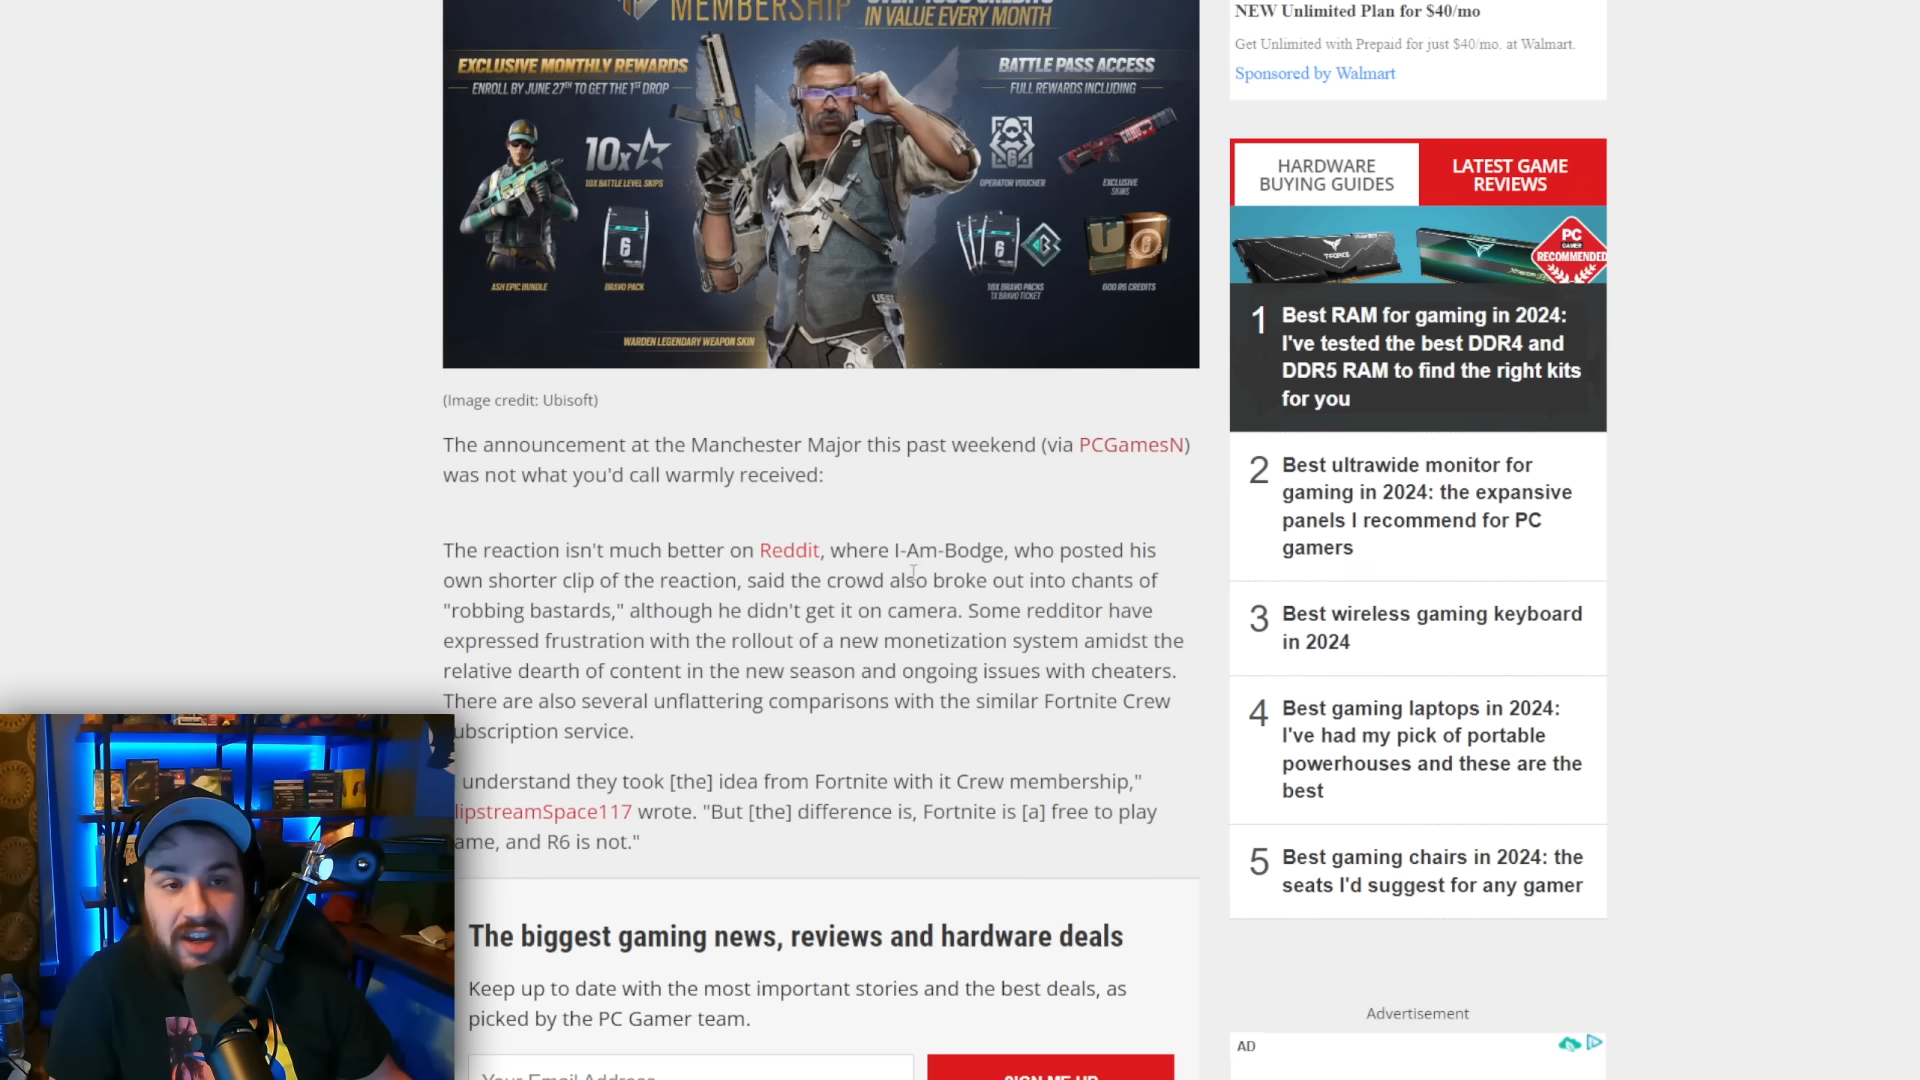 MEMBERSHIP
IN VALUE EVERY MONTH
EXCLUSIVE MONTHLY REWARDS
ENROLL BY JUNE 27TH TO GET THE 1ST DROP
10x
10X BATTLE LEVEL SKIPS
ASH EPIC BUNDLE
BRAVO PACK
WARDEN LEGENDARY WEAPON SKIN
BATTLE PASS ACCESS
FULL REWARDS INCLUDING
OPERATOR VOUCHER
EXCLUSIVE
SKINS
10X BRAVO PACKS
1X BRAVO TICKET
600 R6 CREDITS
(Image credit: Ubisoft)
The announcement at the Manchester Major this past weekend (via PCGamesN)
was not what you'd call warmly received:
The reaction isn't much better on Reddit, where I-Am-Bodge, who posted his
own shorter clip of the reaction, said the crowd also broke out into chants of
"robbing bastards," although he didn't get it on camera. Some redditor have
expressed frustration with the rollout of a new monetization system amidst the
relative dearth of content in the new season and ongoing issues with cheaters.
There are also several unflattering comparisons with the similar Fortnite Crew
ubscription service.
understand they took [the] idea from Fortnite with it Crew membership,"
lipstreamSpace117 wrote. "But [the] difference is, Fortnite is [a] free to play
ame, and R6 is not."
The biggest gaming news, reviews and hardware deals
Keep up to date with the most important stories and the best deals, as
picked by the PC Gamer team.
Your Email Address
SIGN ME UP
NEW Unlimited Plan for $40/mo
Get Unlimited with Prepaid for just $40/mo. at Walmart.
Sponsored by Walmart
HARDWARE
BUYING GUIDES
LATEST GAME
REVIEWS
T-FORCE
PC
GAMER
RECOMMENDED
1 Best RAM for gaming in 2024:
I've tested the best DDR4 and
DDR5 RAM to find the right kits
for you
2 Best ultrawide monitor for
gaming in 2024: the expansive
panels I recommend for PC
gamers
3 Best wireless gaming keyboard
in 2024
4 Best gaming laptops in 2024:
I've had my pick of portable
powerhouses and these are the
best
5 Best gaming chairs in 2024: the
seats I'd suggest for any gamer
Advertisement
AD